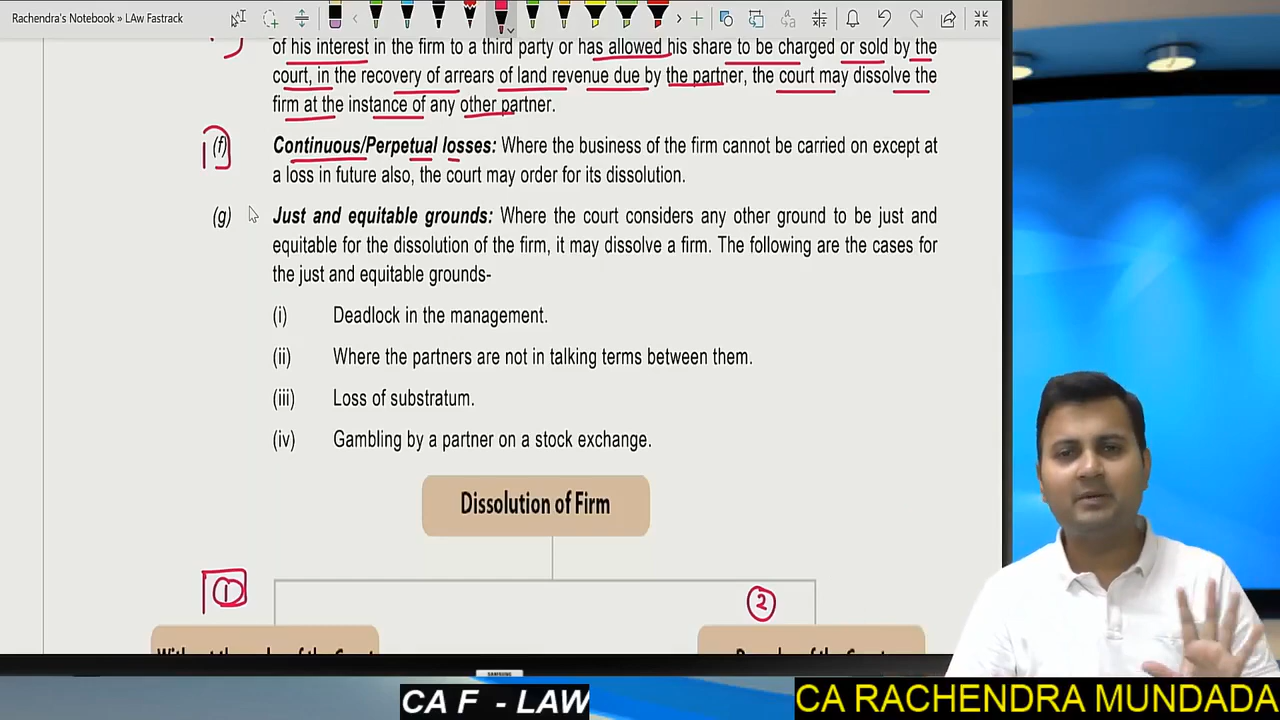 Rachendra's Notebook » LAw Fastrack
of his interest in the firm to a third party or has allowed his share to be charged or sold by the
court, in the recovery of arrears of land revenue due by the partner, the court may dissolve the
firm at the instance of any other partner.
(f) Continuous/Perpetual losses: Where the business of the firm cannot be carried on except at
a loss in future also, the court may order for its dissolution.
(g) Just and equitable grounds: Where the court considers any other ground to be just and
equitable for the dissolution of the firm, it may dissolve a firm. The following are the cases for
the just and equitable grounds-
(i) Deadlock in the management.
(ii) Where the partners are not in talking terms between them.
(iii) Loss of substratum.
(iv) Gambling by a partner on a stock exchange.
Dissolution of Firm
1
2
SAMSUNG
CA F - LAW
CA RACHENDRA MUNDADA